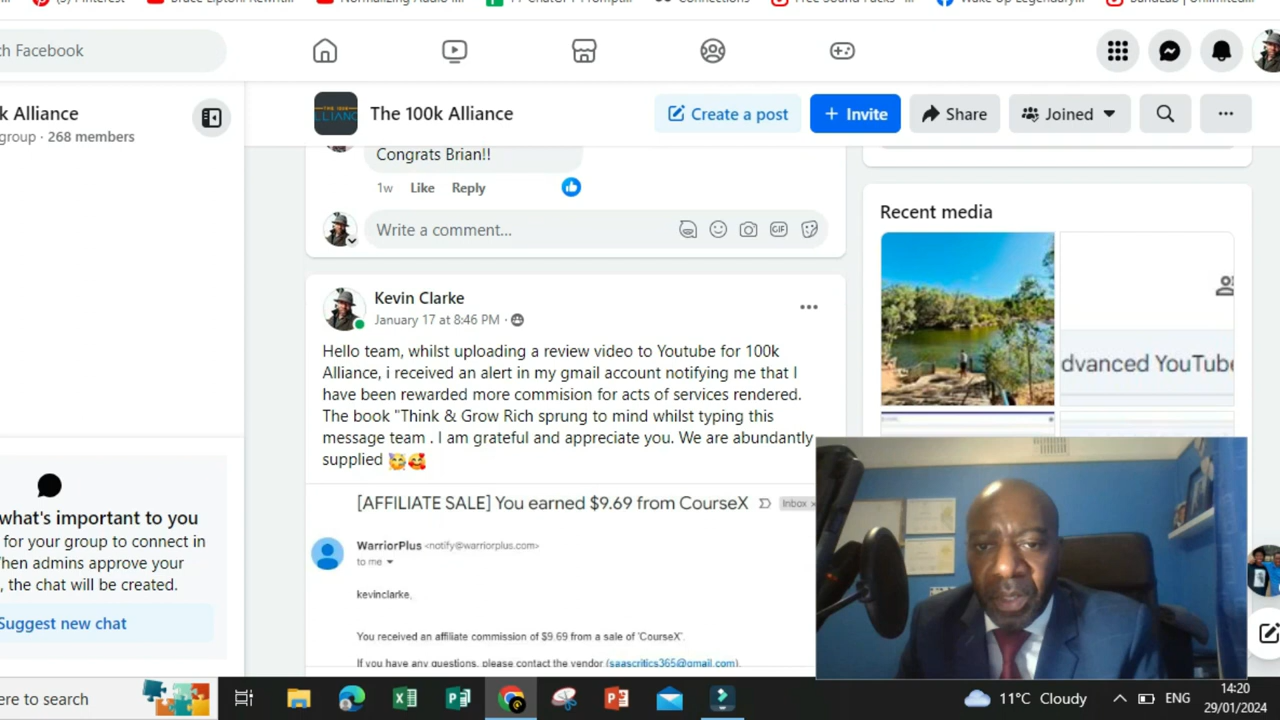 (3) Pinterest
Connections
ch Facebook
k Alliance
group · 268 members
The 100k Alliance
Create a post
+ Invite
Share
Joined
Congrats Brian!!
1w Like Reply
Write a comment...
GIF
Recent media
dvanced YouTube
Kevin Clarke
January 17 at 8:46 PM ·
Hello team, whilst uploading a review video to Youtube for 100k
Alliance, i received an alert in my gmail account notifying me that I
have been rewarded more commision for acts of services rendered.
The book "Think & Grow Rich sprung to mind whilst typing this
message team . I am grateful and appreciate you. We are abundantly
supplied 🥰🥰
[AFFILIATE SALE] You earned $9.69 from CourseX
Inbox ×
WarriorPlus <notify@warriorplus.com>
to me
kevinclarke,
You received an affiliate commission of $9.69 from a sale of 'CourseX'.
If you have any questions, please contact the vendor (saascritics365@gmail.com).
what's important to you
for your group to connect in
hen admins approve your
, the chat will be created.
Suggest new chat
ere to search
11°C Cloudy
ENG
14:20
29/01/2024